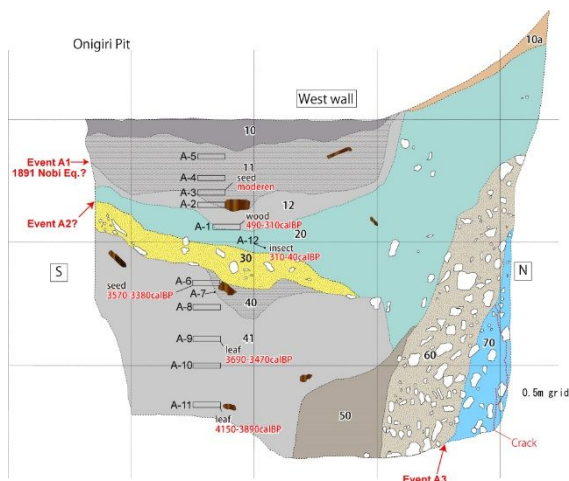 Onigiri Pit
10a
West wall
10
A-5
Event A1
1891 Nobi Eq.?
11
A-4
seed
A-3
moderen
A-2
12
Event A2?
wood
A-1
490-310calBP
20
A-12
insect
310-40calBP
30
S
N
A-6
seed
3570-3380calBP
A-7
40
A-8
A-9
41
leaf
3690-3470calBP
70
60
A-10
0.5m grid
A-11
50
leaf
4150-3890calBP
Crack
Event A3